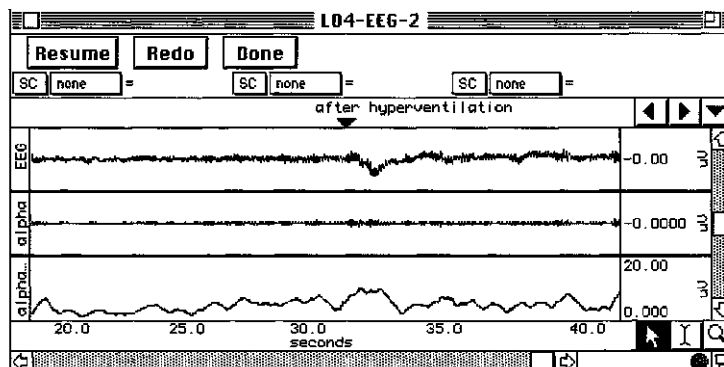 L04-EEG-2
Resume Redo Done
SC none = SC none = SC none =
after hyperventilation
EEG -0.00 uV
alpha -0.0000 uV
alpha... 20.00 uV
0.000
20.0 25.0 30.0 35.0 40.0
seconds